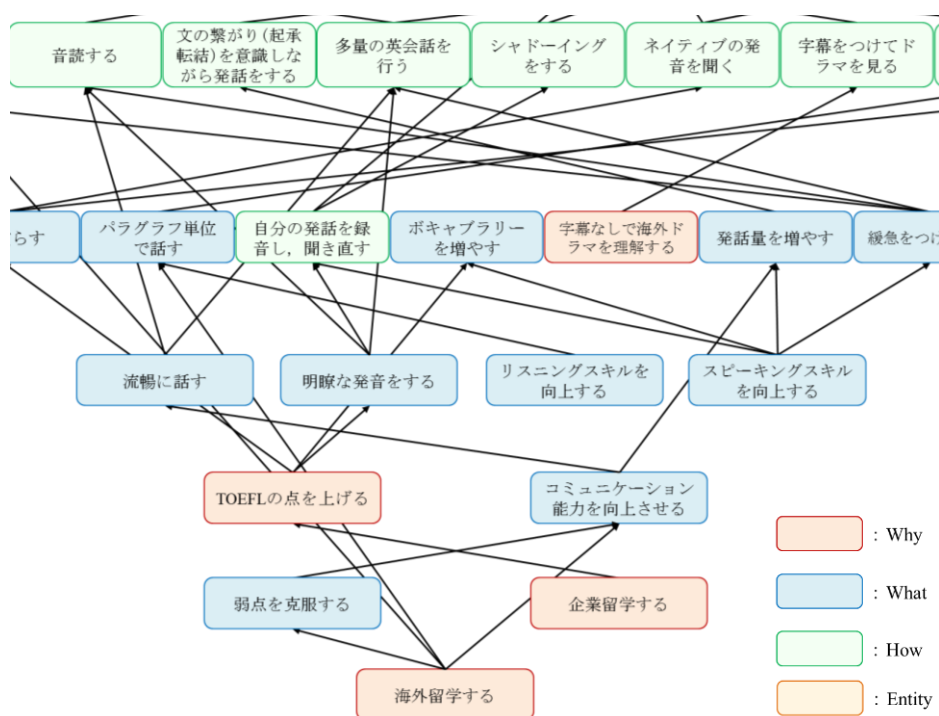 音読する
文の繋がり(起承
転結)を意識しな
がら発話をする
多量の英会話を
行う
シャドーイング
をする
ネイティブの発
音を聞く
字幕をつけてド
ラマを見る
らす
パラグラフ単位
で話す
自分の発話を録
音し，聞き直す
ボキャブラリー
を増やす
字幕なしで海外ド
ラマを理解する
発話量を増やす
緩急をつけ
流暢に話す
明瞭な発音をする
リスニングスキルを
向上する
スピーキングスキル
を向上する
TOEFLの点を上げる
コミュニケーション
能力を向上させる
弱点を克服する
企業留学する
海外留学する
: Why
: What
: How
: Entity